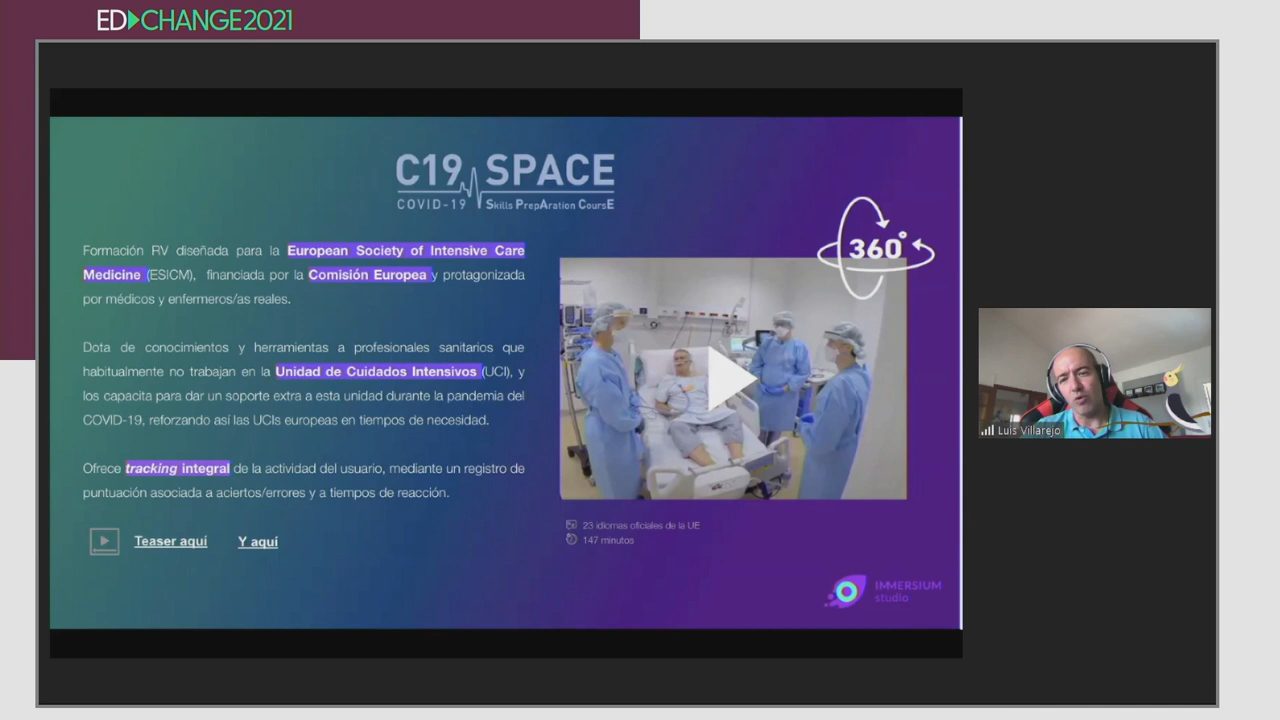 ED CHANGE2021
C19 SPACE
COVID-19 Skills PrepAration CoursE
Formación RV diseñada para la European Society of Intensive Care
Medicine (ESICM), financiada por la Comisión Europea y protagonizada
por médicos y enfermeros/as reales.
Dota de conocimientos y herramientas a profesionales sanitarios que
habitualmente no trabajan en la Unidad de Cuidados Intensivos (UCI), y
los capacita para dar un soporte extra a esta unidad durante la pandemia del
COVID-19, reforzando así las UCIs europeas en tiempos de necesidad.
Ofrece tracking integral de la actividad del usuario, mediante un registro de
puntuación asociada a aciertos/errores y a tiempos de reacción.
Teaser aquí Y aquí
360°
23 idiomas oficiales de la UE
147 minutos
IMMERSIUM
studio
Luis Villarejo